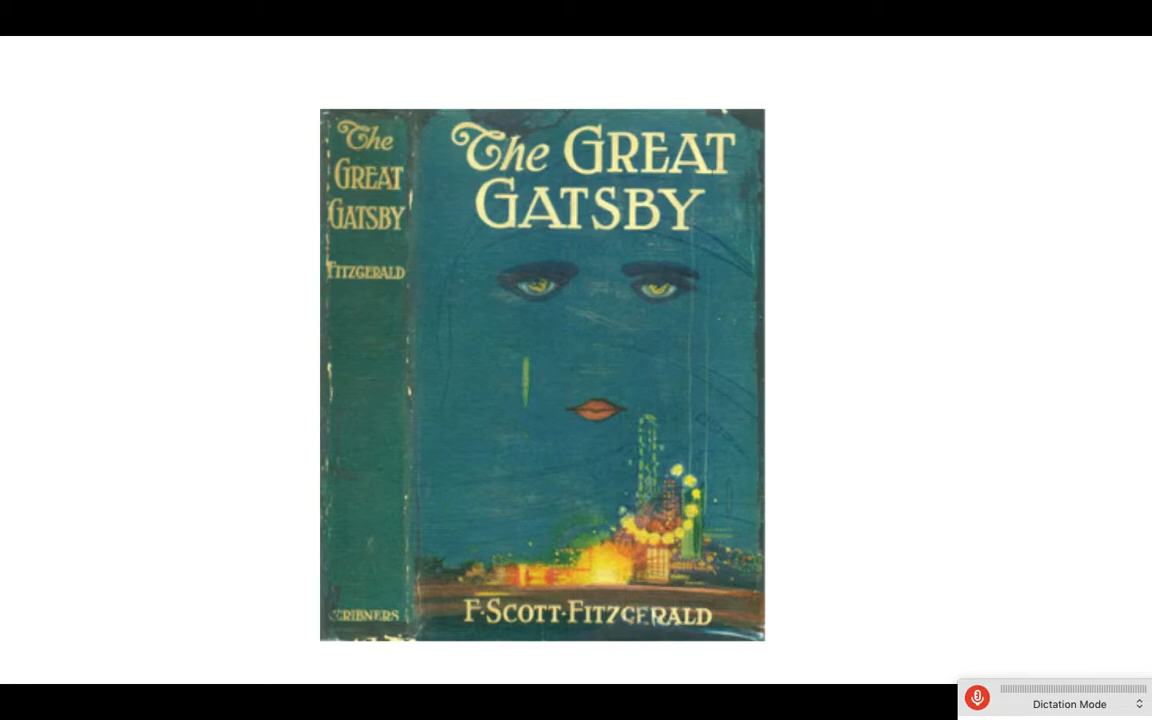 The
GREAT
GATSBY
FITZGERALD
SCRIBNERS
The GREAT
GATSBY
F·SCOTT·FITZGERALD
Dictation Mode